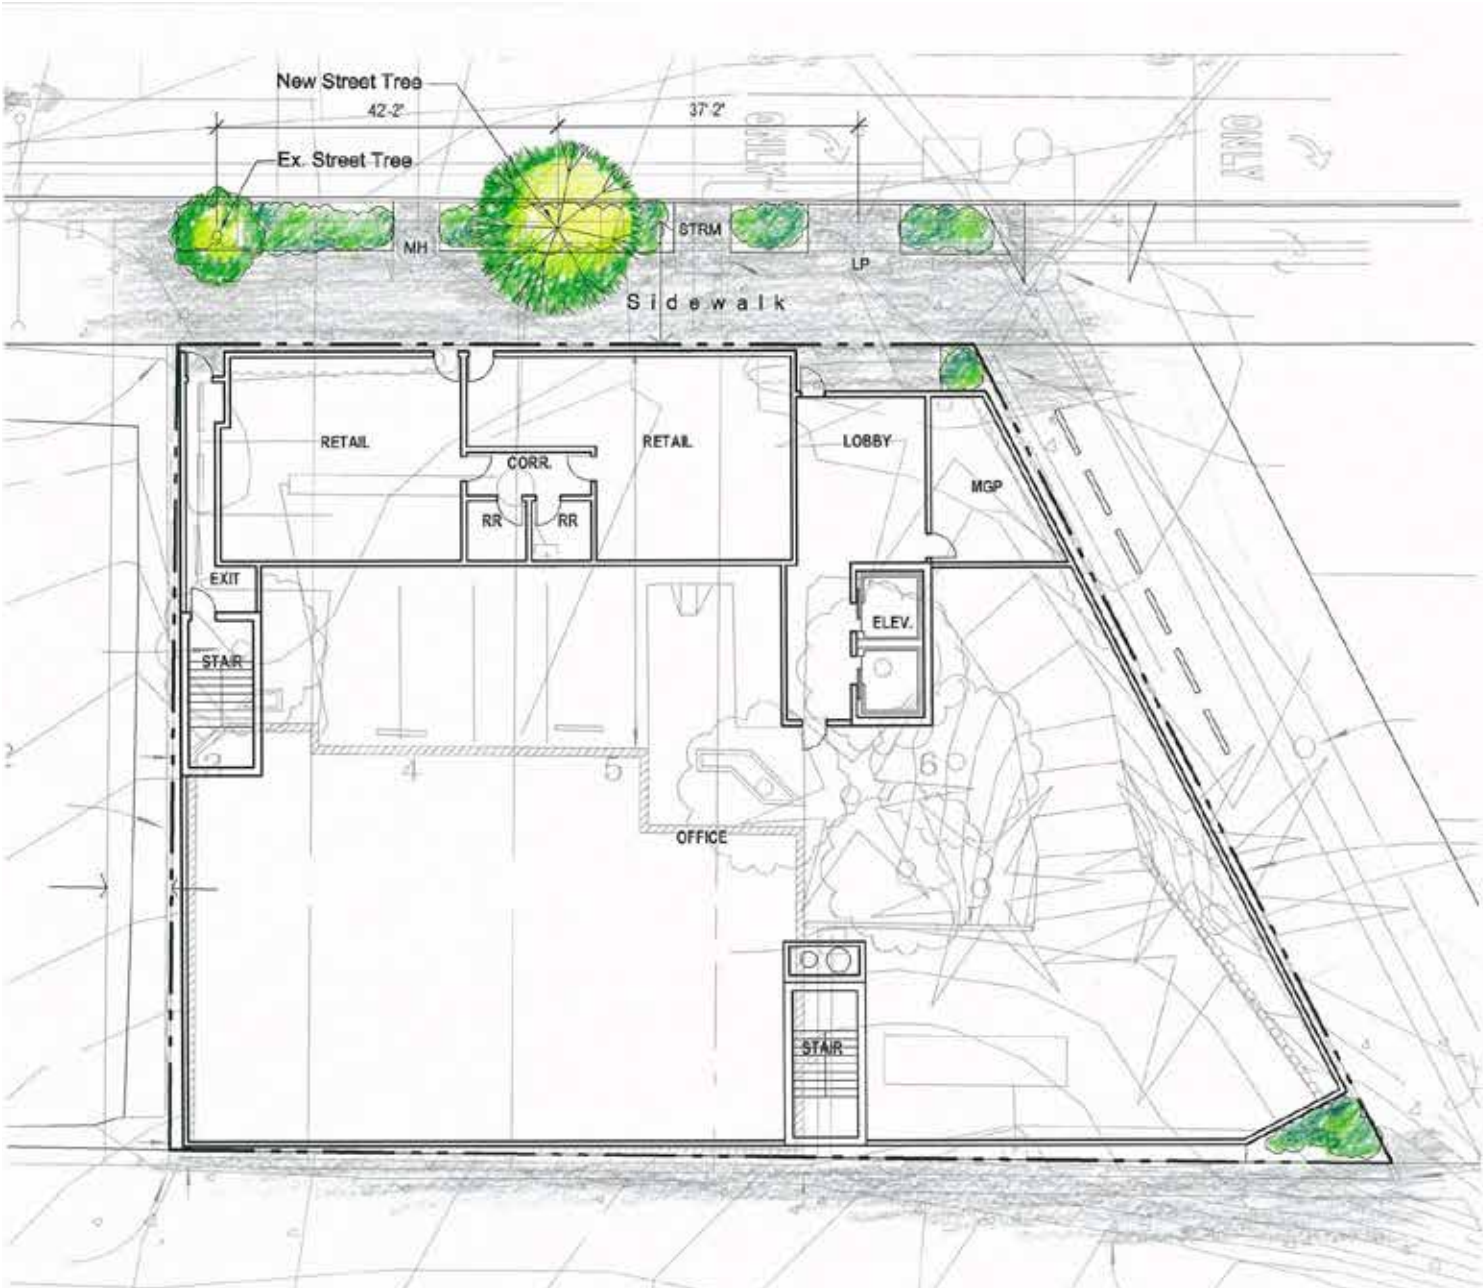 New Street Tree
42'-2"
37'-2"
ONLY
ONLY
Ex. Street Tree
MH
STRM
LP
Sidewalk
RETAIL
RETAIL
LOBBY
CORR.
MGP
RR
RR
EXIT
ELEV.
STAIR
2
4
5
6
OFFICE
STAIR